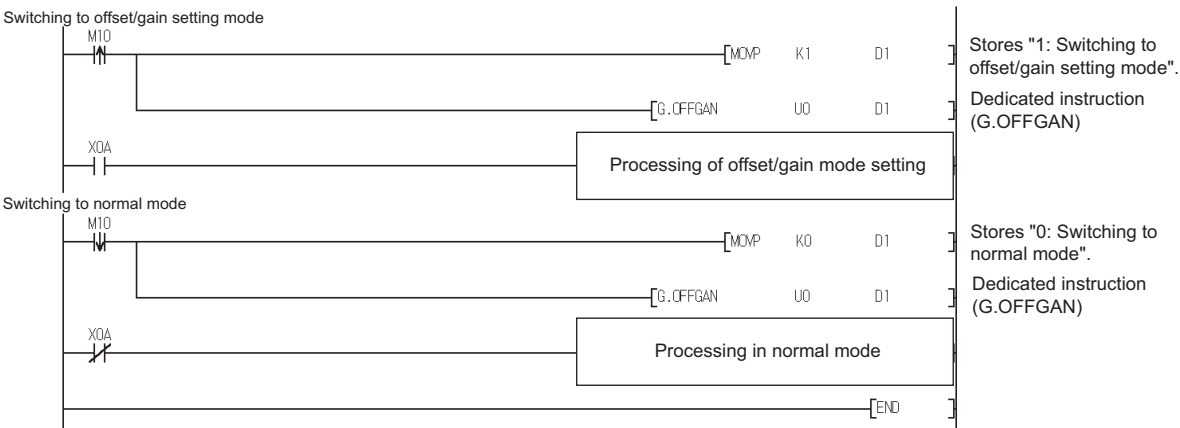 Switching to offset/gain setting mode
M10
MOVP K1 D1
Stores "1: Switching to
offset/gain setting mode".
G.OFFGAN U0 D1
Dedicated instruction
(G.OFFGAN)
X0A
Processing of offset/gain mode setting
Switching to normal mode
M10
MOVP K0 D1
Stores "0: Switching to
normal mode".
G.OFFGAN U0 D1
Dedicated instruction
(G.OFFGAN)
X0A
Processing in normal mode
END